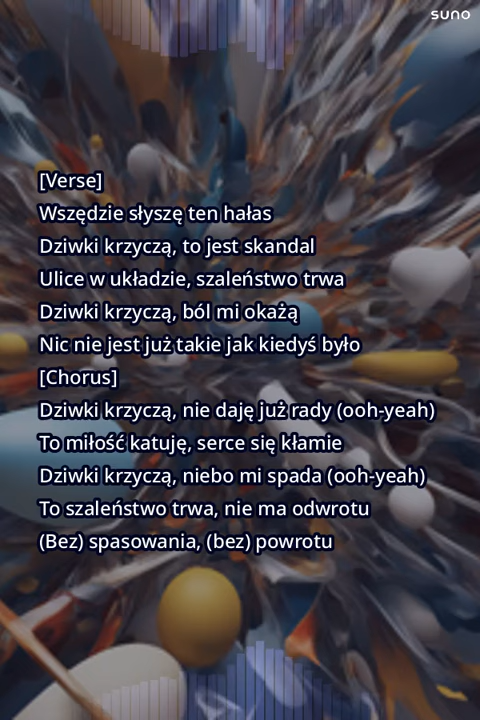 suno
[Verse]
Wszędzie słyszę ten hałas
Dziwki krzyczą, to jest skandal
Ulice w układzie, szaleństwo trwa
Dziwki krzyczą, ból mi okażą
Nic nie jest już takie jak kiedyś było
[Chorus]
Dziwki krzyczą, nie daję już rady (ooh-yeah)
To miłość katuję, serce się kłamie
Dziwki krzyczą, niebo mi spada (ooh-yeah)
To szaleństwo trwa, nie ma odwrotu
(Bez) spasowania, (bez) powrotu